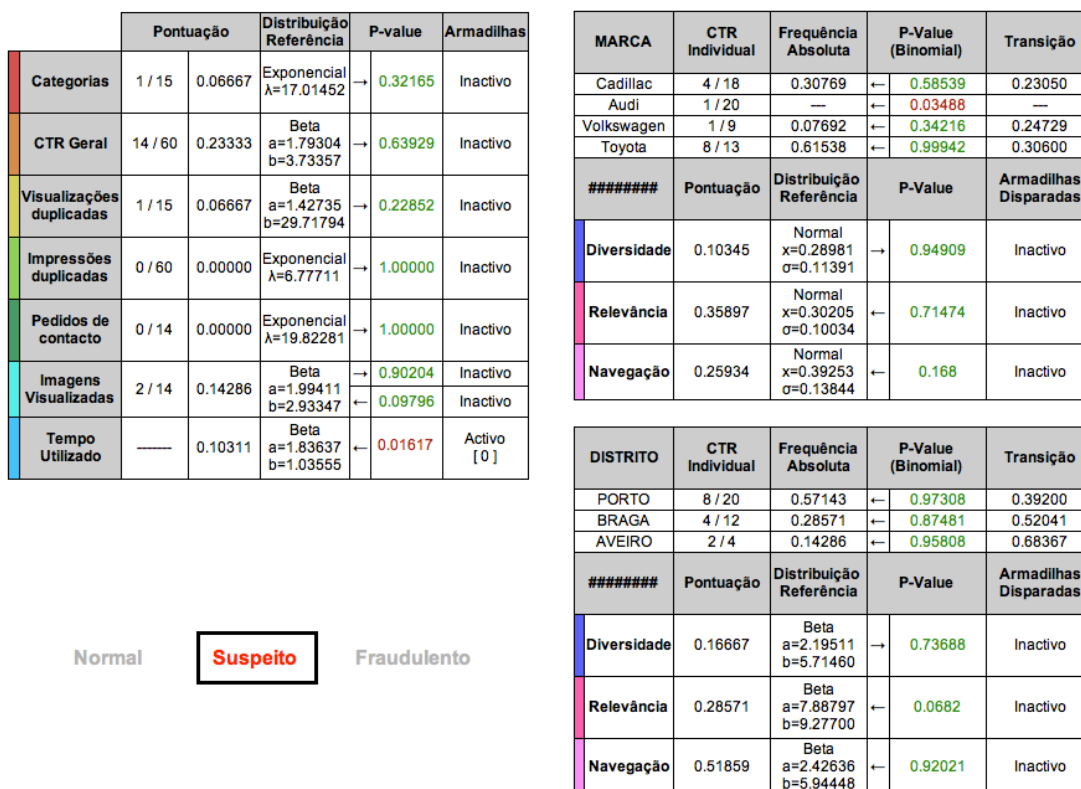 Pontuação Distribuição Referência P-value Armadilhas
Categorias 1 / 15 0.06667 Exponencial λ=17.01452 → 0.32165 Inactivo
CTR Geral 14 / 60 0.23333 Beta a=1.79304 b=3.73357 → 0.63929 Inactivo
Visualizações duplicadas 1 / 15 0.06667 Beta a=1.42735 b=29.71794 → 0.22852 Inactivo
Impressões duplicadas 0 / 60 0.00000 Exponencial λ=6.77711 → 1.00000 Inactivo
Pedidos de contacto 0 / 14 0.00000 Exponencial λ=19.82281 → 1.00000 Inactivo
Imagens Visualizadas 2 / 14 0.14286 Beta a=1.99411 b=2.93347 → 0.90204 Inactivo
← 0.09796 Inactivo
Tempo Utilizado ------- 0.10311 Beta a=1.83637 b=1.03555 ← 0.01617 Activo [ 0 ]
Normal Suspeito Fraudulento
MARCA CTR Individual Frequência Absoluta P-Value (Binomial) Transição
Cadillac 4 / 18 0.30769 ← 0.58539 0.23050
Audi 1 / 20 --- ← 0.03488 ---
Volkswagen 1 / 9 0.07692 ← 0.34216 0.24729
Toyota 8 / 13 0.61538 ← 0.99942 0.30600
######## Pontuação Distribuição Referência P-Value Armadilhas Disparadas
Diversidade 0.10345 Normal x=0.28981 σ=0.11391 → 0.94909 Inactivo
Relevância 0.35897 Normal x=0.30205 σ=0.10034 ← 0.71474 Inactivo
Navegação 0.25934 Normal x=0.39253 σ=0.13844 ← 0.168 Inactivo
DISTRITO CTR Individual Frequência Absoluta P-Value (Binomial) Transição
PORTO 8 / 20 0.57143 ← 0.97308 0.39200
BRAGA 4 / 12 0.28571 ← 0.87481 0.52041
AVEIRO 2 / 4 0.14286 ← 0.95808 0.68367
######## Pontuação Distribuição Referência P-Value Armadilhas Disparadas
Diversidade 0.16667 Beta a=2.19511 b=5.71460 → 0.73688 Inactivo
Relevância 0.28571 Beta a=7.88797 b=9.27700 ← 0.0682 Inactivo
Navegação 0.51859 Beta a=2.42636 b=5.94448 ← 0.92021 Inactivo